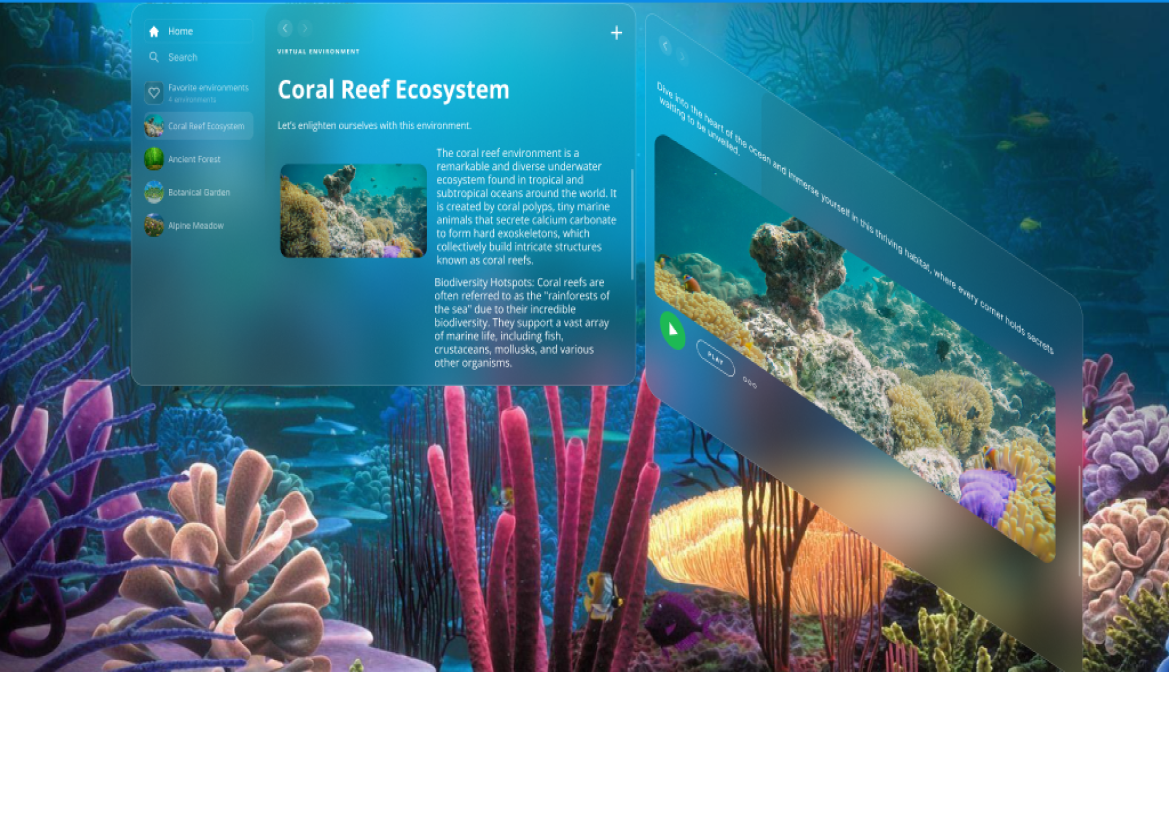 Home
Search
Favorite environments
4 environments
Coral Reef Ecosystem
Ancient Forest
Botanical Garden
Alpine Meadow
VIRTUAL ENVIRONMENT
Coral Reef Ecosystem
Let's enlighten ourselves with this environment.
The coral reef environment is a
remarkable and diverse underwater
ecosystem found in tropical and
subtropical oceans around the world. It
is created by coral polyps, tiny marine
animals that secrete calcium carbonate
to form hard exoskeletons, which
collectively build intricate structures
known as coral reefs.
Biodiversity Hotspots: Coral reefs are
often referred to as the "rainforests of
the sea" due to their incredible
biodiversity. They support a vast array
of marine life, including fish,
crustaceans, mollusks, and various
other organisms.
Dive into the heart of the ocean and immerse yourself in this thriving habitat, where every corner holds secrets
waiting to be unveiled.
PLAY